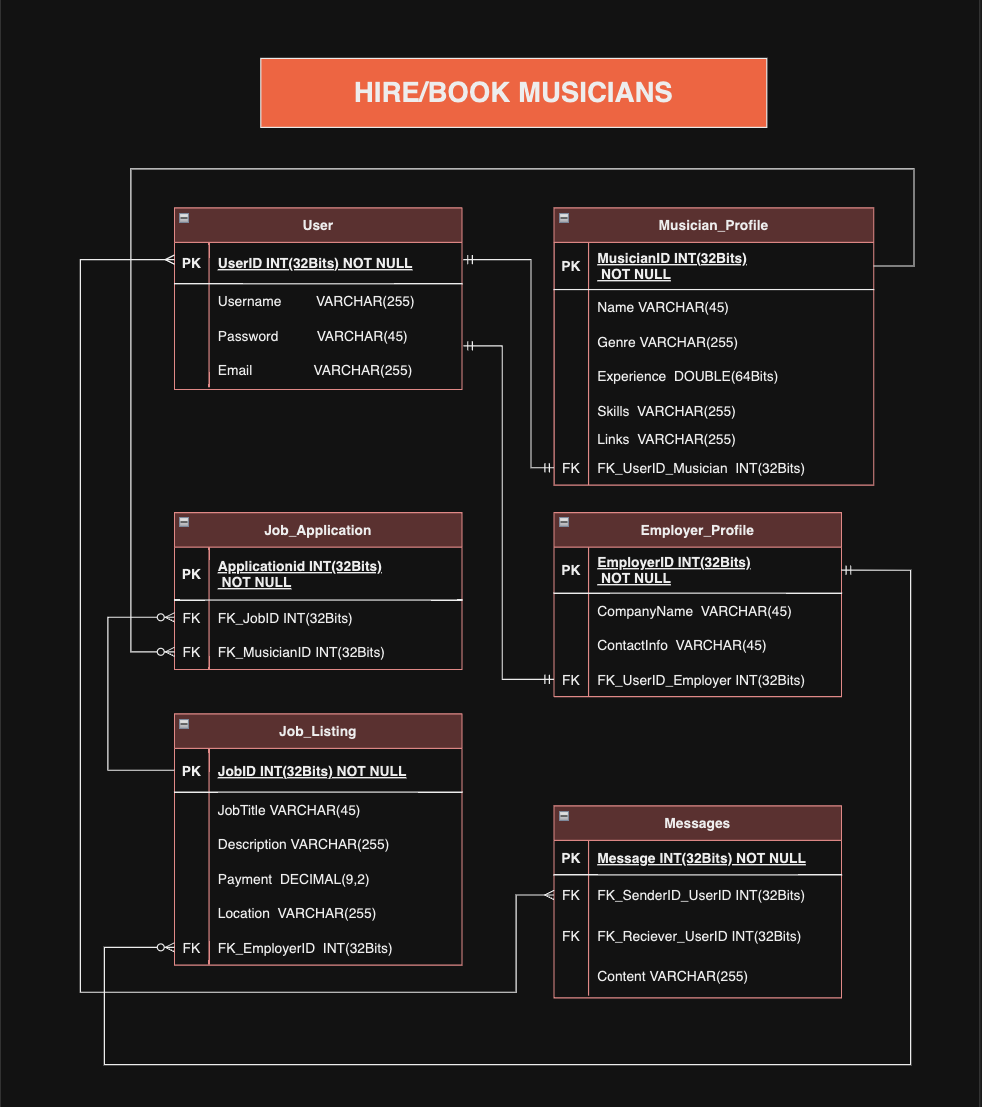 HIRE/BOOK MUSICIANS
User
PK UserID INT(32Bits) NOT NULL
Username VARCHAR(255)
Password VARCHAR(45)
Email VARCHAR(255)
Musician_Profile
PK MusicianID INT(32Bits)
NOT NULL
Name VARCHAR(45)
Genre VARCHAR(255)
Experience DOUBLE(64Bits)
Skills VARCHAR(255)
Links VARCHAR(255)
FK FK_UserID_Musician INT(32Bits)
Job_Application
PK Applicationid INT(32Bits)
NOT NULL
FK FK_JobID INT(32Bits)
FK FK_MusicianID INT(32Bits)
Employer_Profile
PK EmployerID INT(32Bits)
NOT NULL
CompanyName VARCHAR(45)
ContactInfo VARCHAR(45)
FK FK_UserID_Employer INT(32Bits)
Job_Listing
PK JobID INT(32Bits) NOT NULL
JobTitle VARCHAR(45)
Description VARCHAR(255)
Payment DECIMAL(9,2)
Location VARCHAR(255)
FK FK_EmployerID INT(32Bits)
Messages
PK Message INT(32Bits) NOT NULL
FK FK_SenderID_UserID INT(32Bits)
FK FK_Reciever_UserID INT(32Bits)
Content VARCHAR(255)